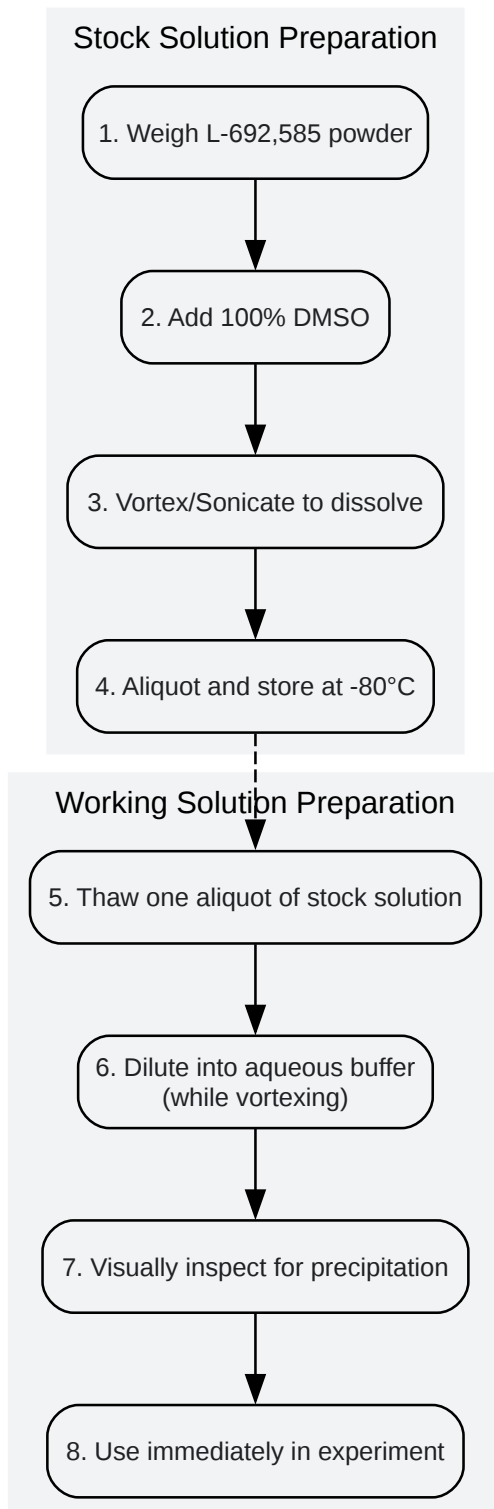 Stock Solution Preparation
1. Weigh L-692,585 powder
2. Add 100% DMSO
3. Vortex/Sonicate to dissolve
4. Aliquot and store at -80°C
Working Solution Preparation
5. Thaw one aliquot of stock solution
6. Dilute into aqueous buffer
(while vortexing)
7. Visually inspect for precipitation
8. Use immediately in experiment